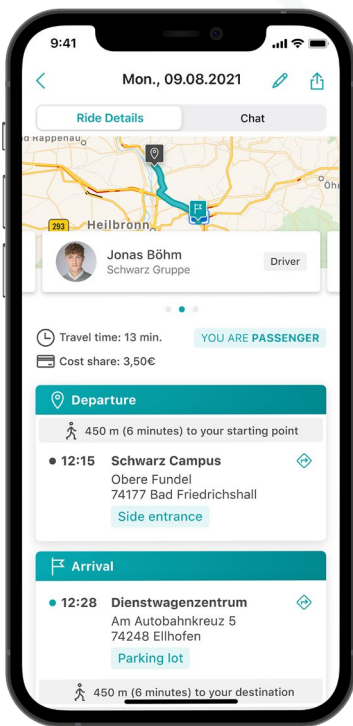 9:41
Mon., 09.08.2021
Ride Details
Chat
Rappenau
293
Heilbronn
Jonas Böhm
Schwarz Gruppe
Driver
Travel time: 13 min.
YOU ARE PASSENGER
Cost share: 3,50€
Departure
450 m (6 minutes) to your starting point
12:15 Schwarz Campus
Obere Fundel
74177 Bad Friedrichshall
Side entrance
Arrival
12:28 Dienstwagenzentrum
Am Autobahnkreuz 5
74248 Ellhofen
Parking lot
450 m (6 minutes) to your destination